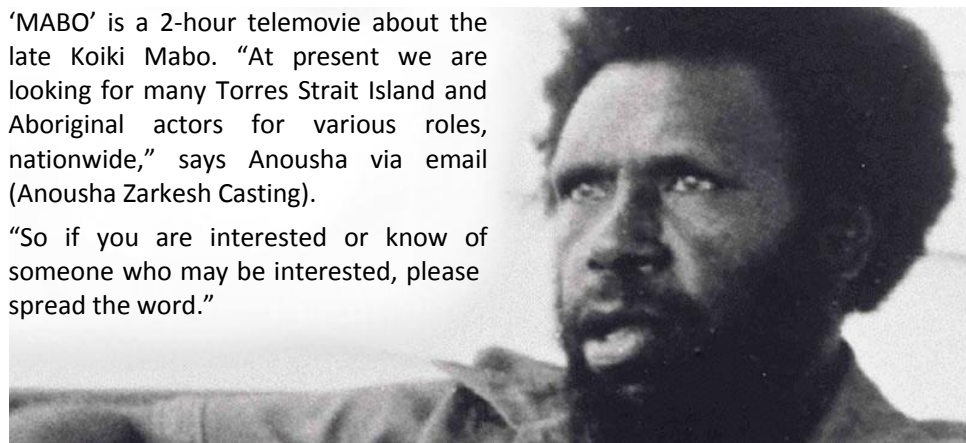 ‘MABO’ is a 2-hour telemovie about the
late Koiki Mabo. “At present we are
looking for many Torres Strait Island and
Aboriginal actors for various roles,
nationwide,” says Anousha via email
(Anousha Zarkesh Casting).
“So if you are interested or know of
someone who may be interested, please
spread the word.”